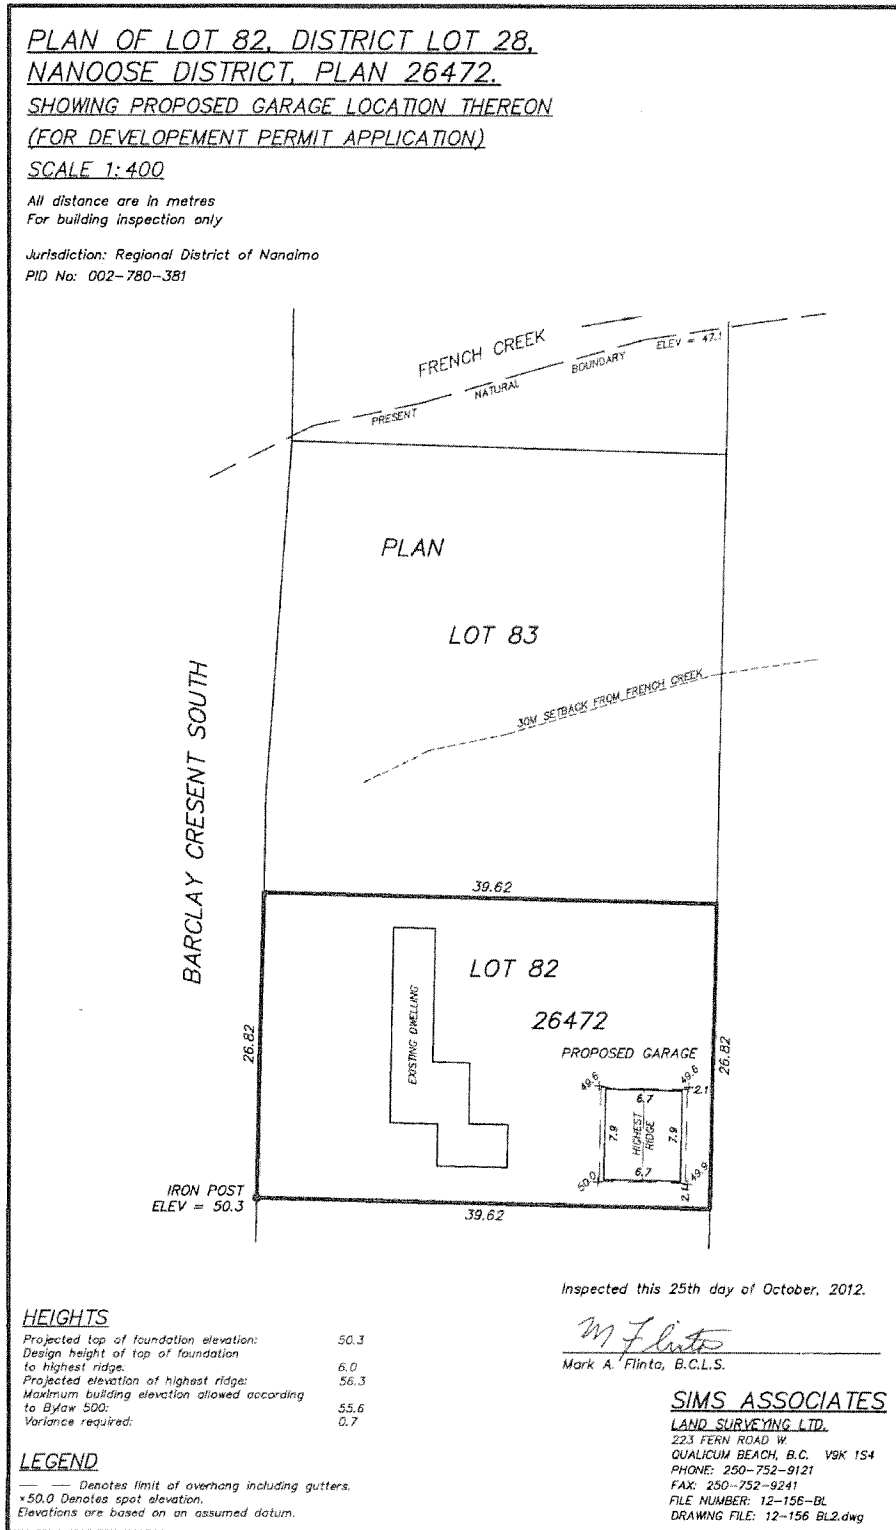 PLAN OF LOT 82, DISTRICT LOT 28,
NANOOSE DISTRICT, PLAN 26472.
SHOWING PROPOSED GARAGE LOCATION THEREON
(FOR DEVELOPEMENT PERMIT APPLICATION)
SCALE 1:400
All distance are in metres
For building inspection only
Jurisdiction: Regional District of Nanaimo
PID No: 002-780-381
FRENCH CREEK
PRESENT NATURAL BOUNDARY ELEV = 47.1
PLAN
LOT 83
30M SETBACK FROM FRENCH CREEK
BARCLAY CRESENT SOUTH
39.62
LOT 82
26472
EXISTING DWELLING
26.82
26.82
PROPOSED GARAGE
49.6
49.6
2.1
6.7
7.9
HIGHEST
RIDGE
7.9
6.7
50.0
49.9
2.1
IRON POST
ELEV = 50.3
39.62
Inspected this 25th day of October, 2012.
M Flinta
Mark A. Flinta, B.C.L.S.
HEIGHTS
Projected top of foundation elevation: 50.3
Design height of top of foundation
to highest ridge: 6.0
Projected elevation of highest ridge: 56.3
Maximum building elevation allowed according
to Bylaw 500: 55.6
Variance required: 0.7
LEGEND
—— —— Denotes limit of overhang including gutters.
×50.0 Denotes spot elevation.
Elevations are based on an assumed datum.
SIMS ASSOCIATES
LAND SURVEYING LTD.
223 FERN ROAD W.
QUALICUM BEACH, B.C. V9K 1S4
PHONE: 250-752-9121
FAX: 250-752-9241
FILE NUMBER: 12-156-BL
DRAWING FILE: 12-156 BL2.dwg